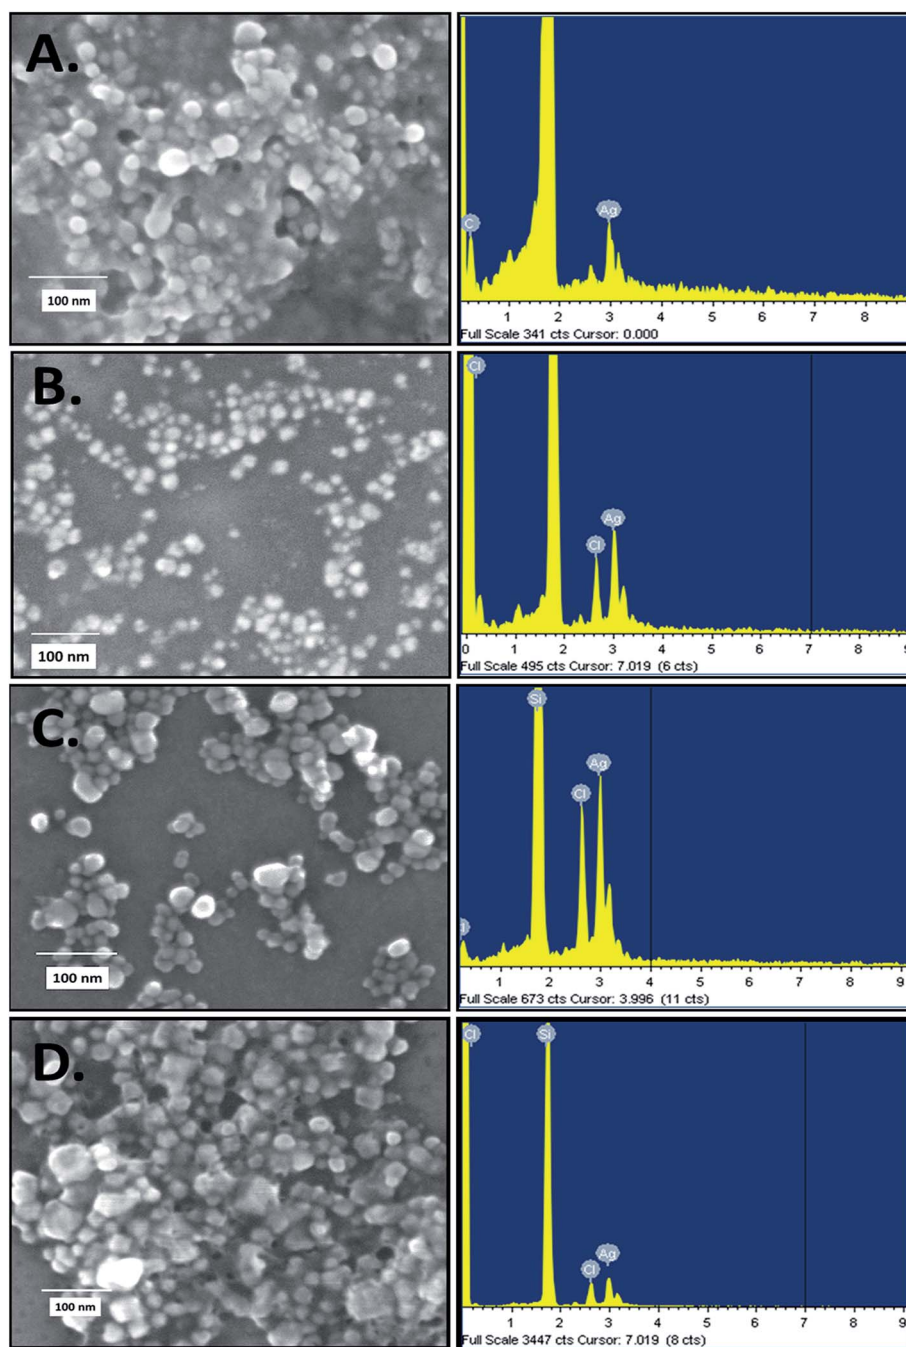 A.
100 nm
C
Ag
1 2 3 4 5 6 7 8
Full Scale 341 cts Cursor: 0.000
B.
100 nm
Cl
Cl
Ag
0 1 2 3 4 5 6 7 8 9
Full Scale 495 cts Cursor: 7.019 (6 cts)
C.
100 nm
Si
Cl
Ag
1 2 3 4 5 6 7 8 9
Full Scale 673 cts Cursor: 3.996 (11 cts)
D.
100 nm
Cl
Si
Cl
Ag
1 2 3 4 5 6 7 8 9
Full Scale 3447 cts Cursor: 7.019 (8 cts)